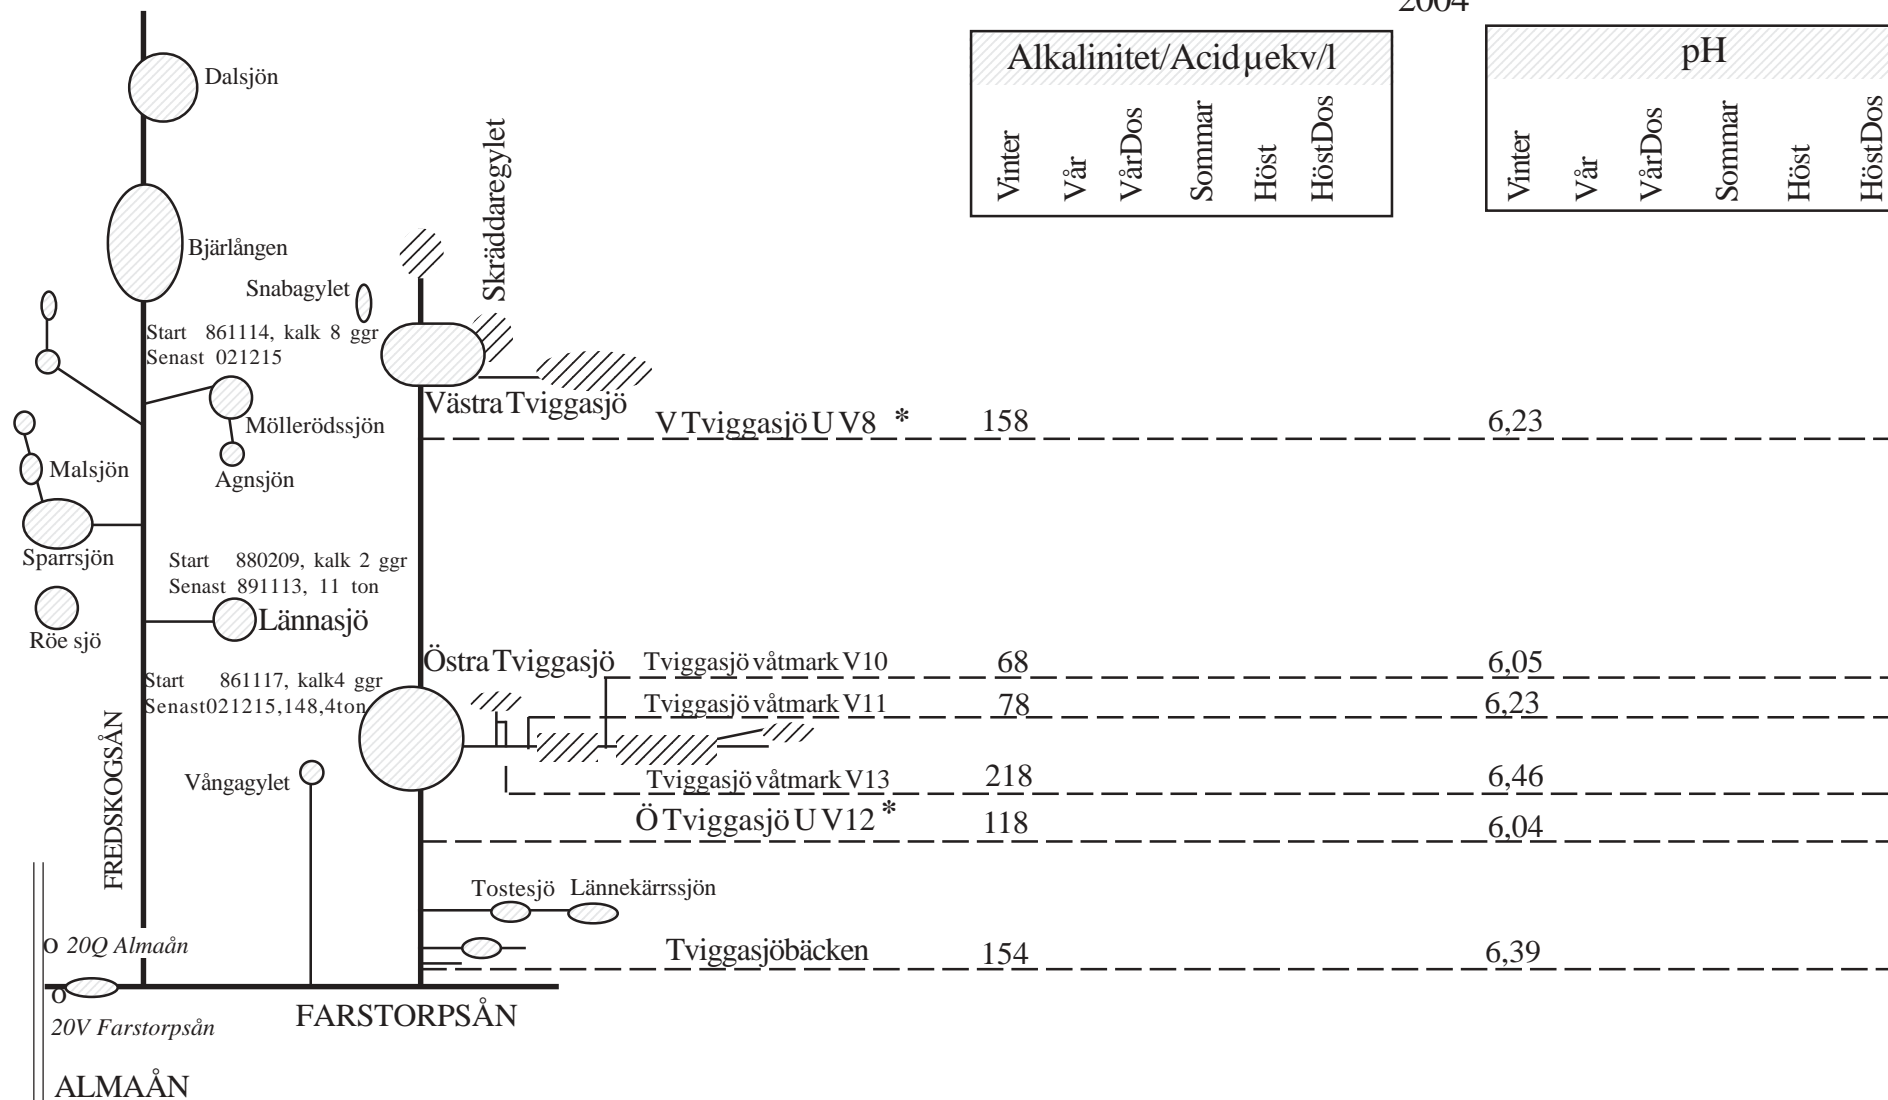 2004
Alkalinitet/Acid µekv/l
pH
Vinter
Vår
VårDos
Sommar
Höst
HöstDos
Vinter
Vår
VårDos
Sommar
Höst
HöstDos
Dalsjön
Skräddaregylet
Bjärlången
Snabagylet
Start 861114, kalk 8 ggr
Senast 021215
Västra Tviggasjö
V Tviggasjö U V8 * 158 6,23
Möllerödssjön
Malsjön
Agnsjön
Sparrsjön
Start 880209, kalk 2 ggr
Senast 891113, 11 ton
Lännasjö
Röe sjö
Östra Tviggasjö
Tviggasjö våtmark V10 68 6,05
Start 861117, kalk4 ggr
Senast021215,148,4ton
Tviggasjö våtmark V11 78 6,23
FREDSKOGSÅN
Vångagylet
Tviggasjö våtmark V13 218 6,46
Ö Tviggasjö U V12 * 118 6,04
Tostesjö Lännekärrssjön
o 20Q Almaån
Tviggasjöbäcken 154 6,39
o
20V Farstorpsån
FARSTORPSÅN
ALMAÅN